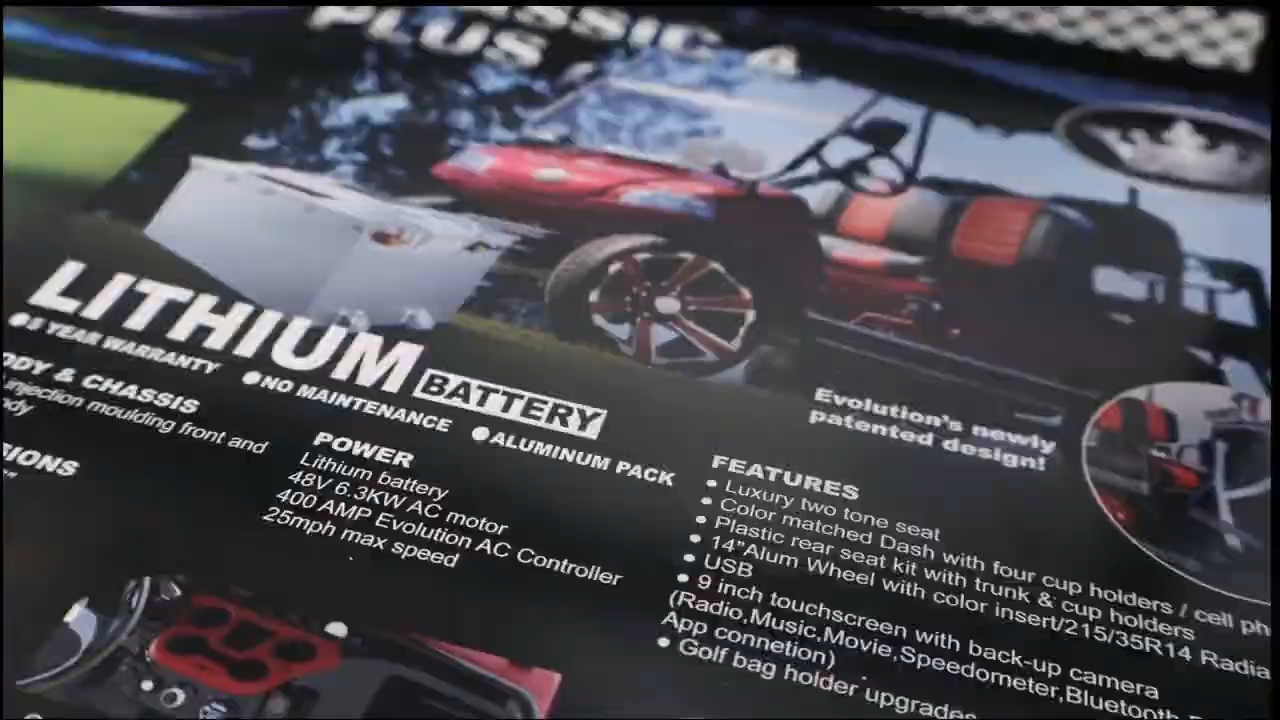 PLUS 4
LITHIUM BATTERY
YEAR WARRANTY
NO MAINTENANCE
ALUMINUM PACK
& CHASSIS
injection moulding front and
POWER
Lithium battery
48V 6.3KW AC motor
400 AMP Evolution AC Controller
25mph max speed
Evolution's newly
patented design!
FEATURES
• Luxury two tone seat
• Color matched Dash with four cup holders / cell
• Plastic rear seat kit with trunk & cup holders
• 14"Alum Wheel with color insert/215/35R14
• USB
• 9 inch touchscreen with back-up camera
(Radio,Music,Movie,Speedometer,
App connetion)
• Golf bag holder upgrades